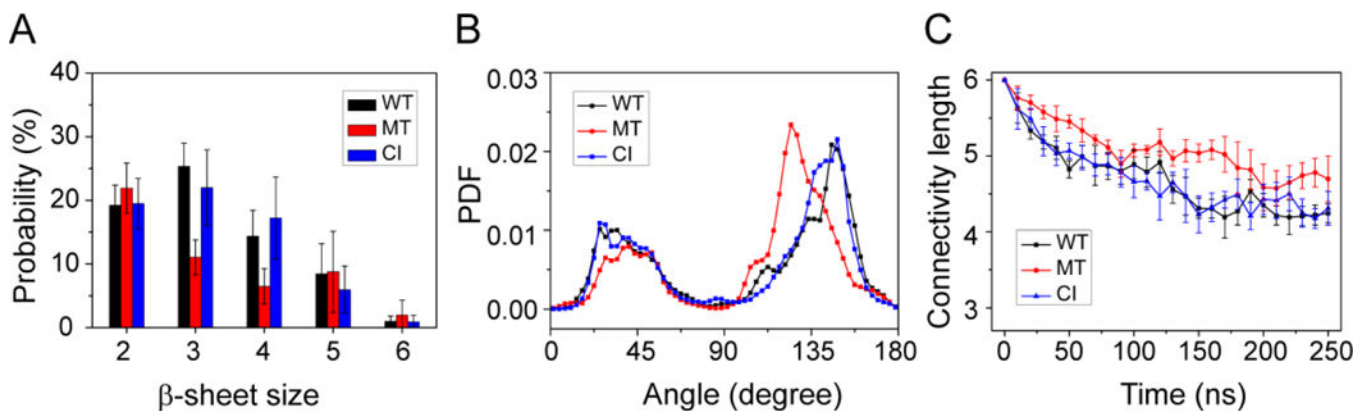 A
Probability (%)
40
30
20
10
0
2 3 4 5 6
β-sheet size
WT
MT
CI
B
PDF
0.03
0.02
0.01
0.00
0 45 90 135 180
Angle (degree)
WT
MT
CI
C
Connectivity length
6
5
4
3
0 50 100 150 200 250
Time (ns)
WT
MT
CI